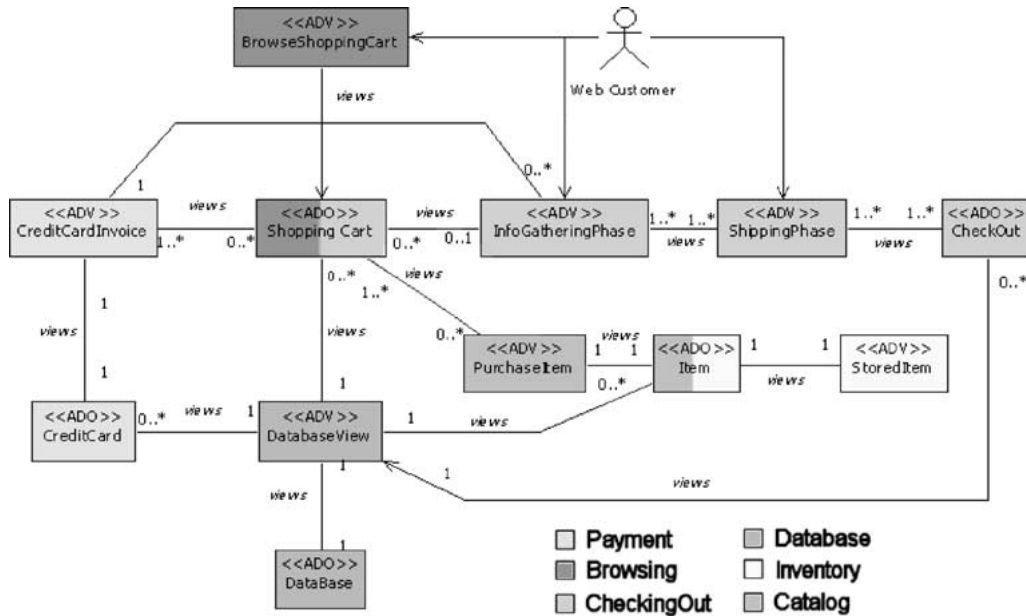 <<ADV>>
BrowseShoppingCart
Web Customer
views
0..*
1
<<ADV>>
CreditCardInvoice
views
1..*
0..*
<<ADO>>
Shopping Cart
views
0..*
0..1
<<ADV>>
InfoGatheringPhase
1..*
1..*
views
<<ADV>>
ShippingPhase
1..*
1..*
views
<<ADO>>
CheckOut
0..*
0..*
1..*
1
views
1
views
1
0..*
<<ADV>>
PurchaseItem
views
1
1
0..*
<<ADO>>
Item
1
1
views
<<ADV>>
StoredItem
<<ADO>>
CreditCard
0..*
views
1
<<ADV>>
DatabaseView
1
1
views
views
1
views
1
<<ADO>>
DataBase
Payment
Browsing
CheckingOut
Database
Inventory
Catalog